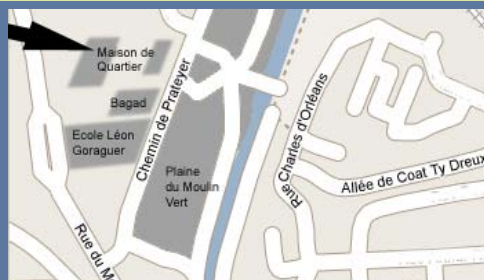 Maison de
Quartier
Bagad
Ecole Léon
Goraguer
Chemin de Prateyer
Plaine
du Moulin
Vert
Rue du M
Rue Charles d'Orléans
Allée de Coat Ty Dreux